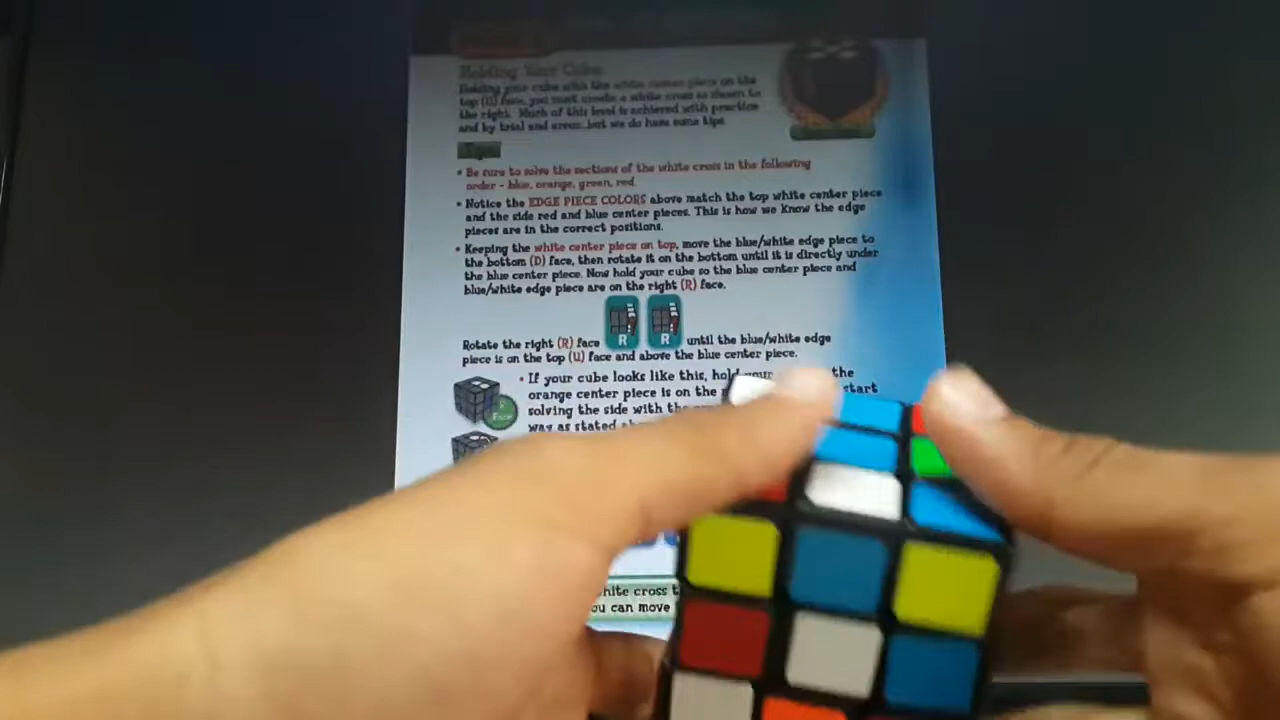 Holding Your Cube
Holding your cube with the white center piece on the
top (U) face, you must create a white cross as shown to
the right. Much of this level is achieved with practice
and by trial and error...but we do have some tips.
Tips
• Be sure to solve the sections of the white cross in the following
order - blue, orange, green, red.
• Notice the EDGE PIECE COLORS above match the top white center piece
and the side red and blue center pieces. This is how we know the edge
pieces are in the correct positions.
• Keeping the white center piece on top, move the blue/white edge piece to
the bottom (D) face, then rotate it on the bottom until it is directly under
the blue center piece. Now hold your cube so the blue center piece and
blue/white edge piece are on the right (R) face.
R R
Rotate the right (R) face until the blue/white edge
piece is on the top (U) face and above the blue center piece.
• If your cube looks like this, hold your the
orange center piece is on the start
solving the side with the
way as stated
R
Face
white cross
you can move